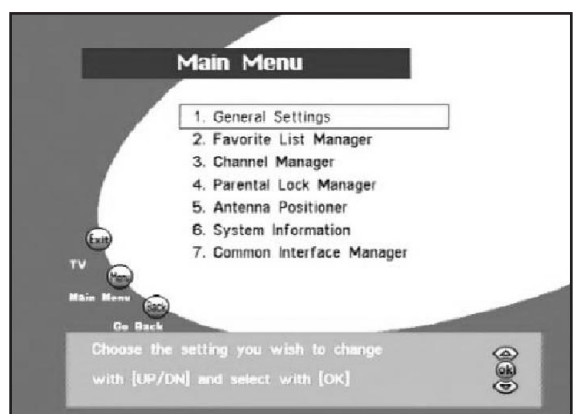 Main Menu
1. General Settings
2. Favorite List Manager
3. Channel Manager
4. Parental Lock Manager
5. Antenna Positioner
6. System Information
7. Common Interface Manager
Exit
TV
Menu
Main Menu
Back
Go Back
Choose the setting you wish to change
with [UP/DN] and select with [OK]
ok